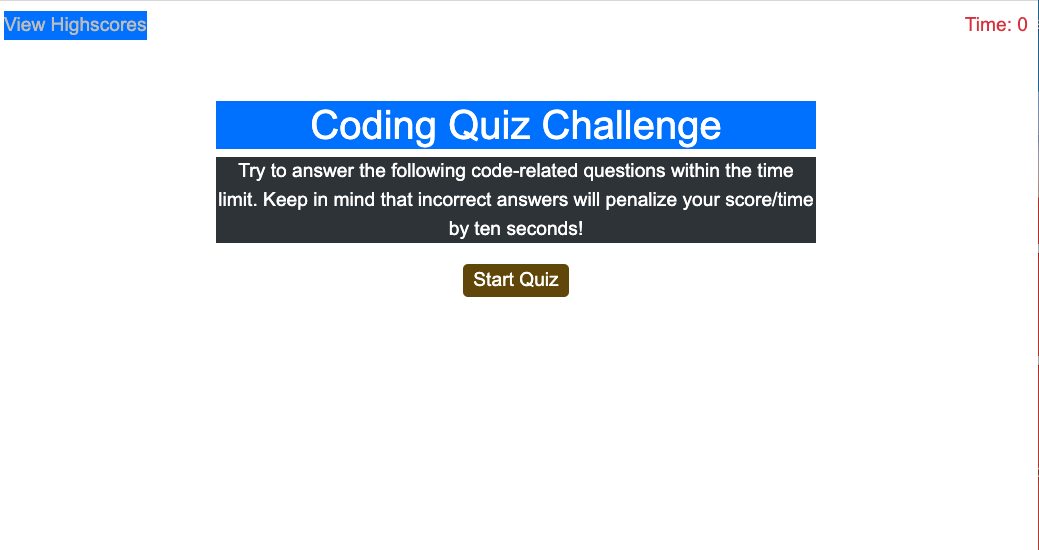 View Highscores
Time: 0
Coding Quiz Challenge
Try to answer the following code-related questions within the time
limit. Keep in mind that incorrect answers will penalize your score/time
by ten seconds!
Start Quiz